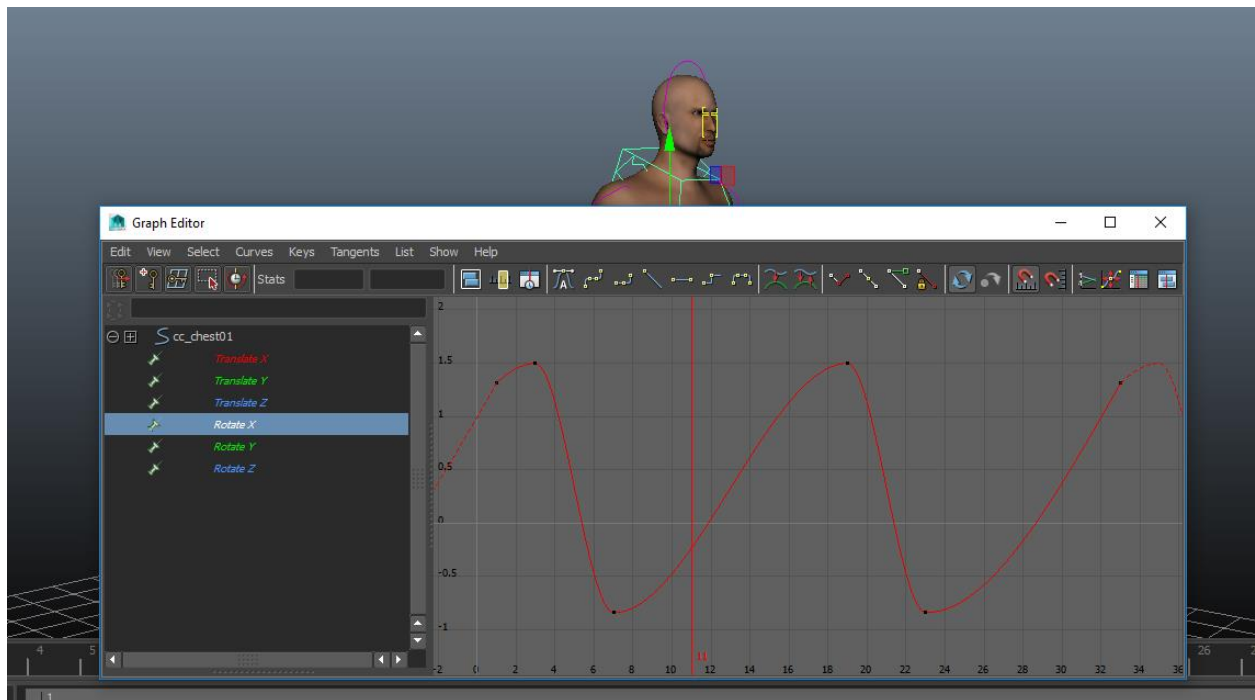 Graph Editor
Edit View Select Curves Keys Tangents List Show Help
Stats
cc_chest01
Translate X
Translate Y
Translate Z
Rotate X
Rotate Y
Rotate Z
2
1.5
1
0.5
0
-0.5
-1
11
-2 0 2 4 6 8 10 12 14 16 18 20 22 24 26 28 30 32 34 36
4 5 26
1